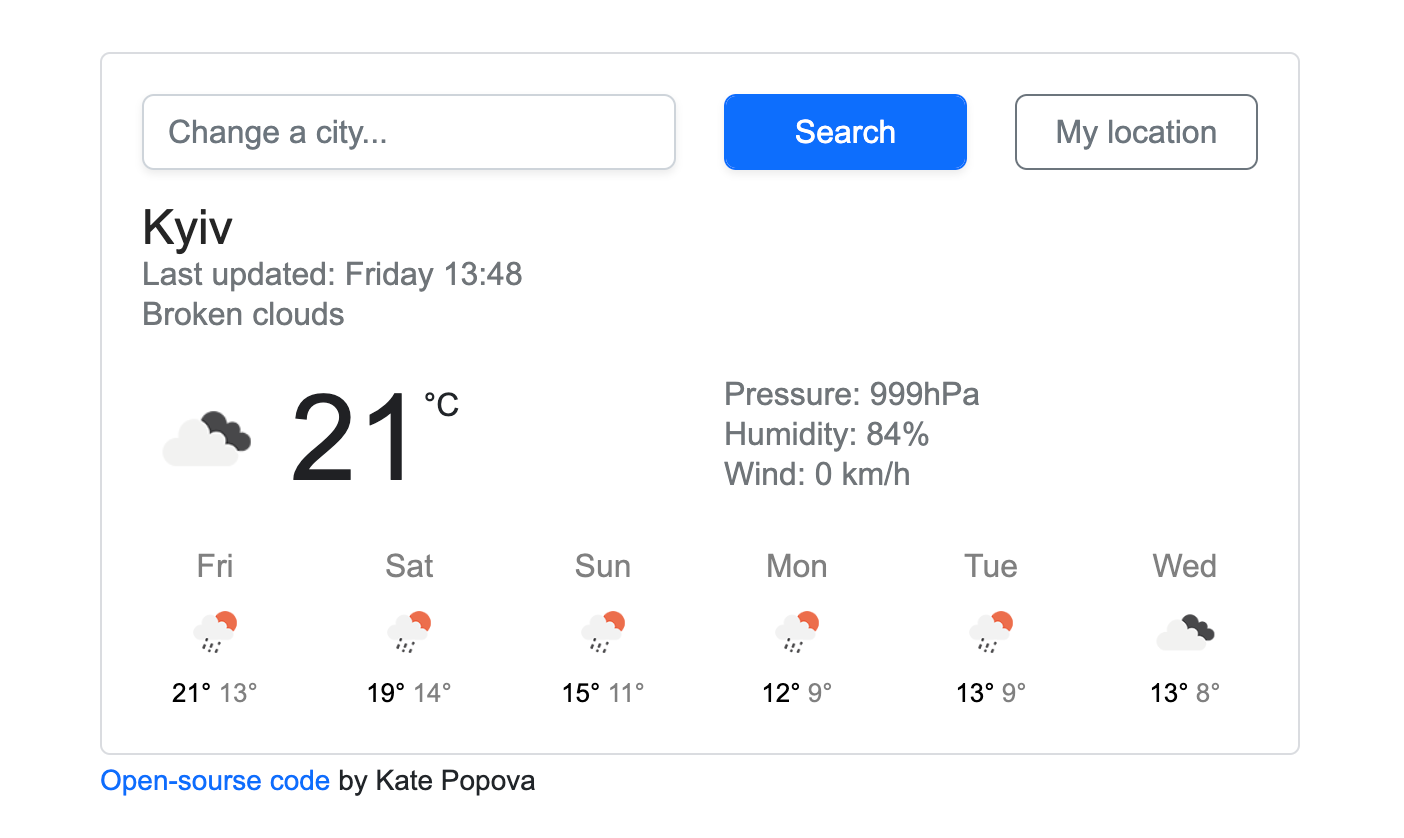 Change a city...
Search
My location
Kyiv
Last updated: Friday 13:48
Broken clouds
21 °C
Pressure: 999hPa
Humidity: 84%
Wind: 0 km/h
Fri Sat Sun Mon Tue Wed
21° 13° 19° 14° 15° 11° 12° 9° 13° 9° 13° 8°
Open-sourse code by Kate Popova